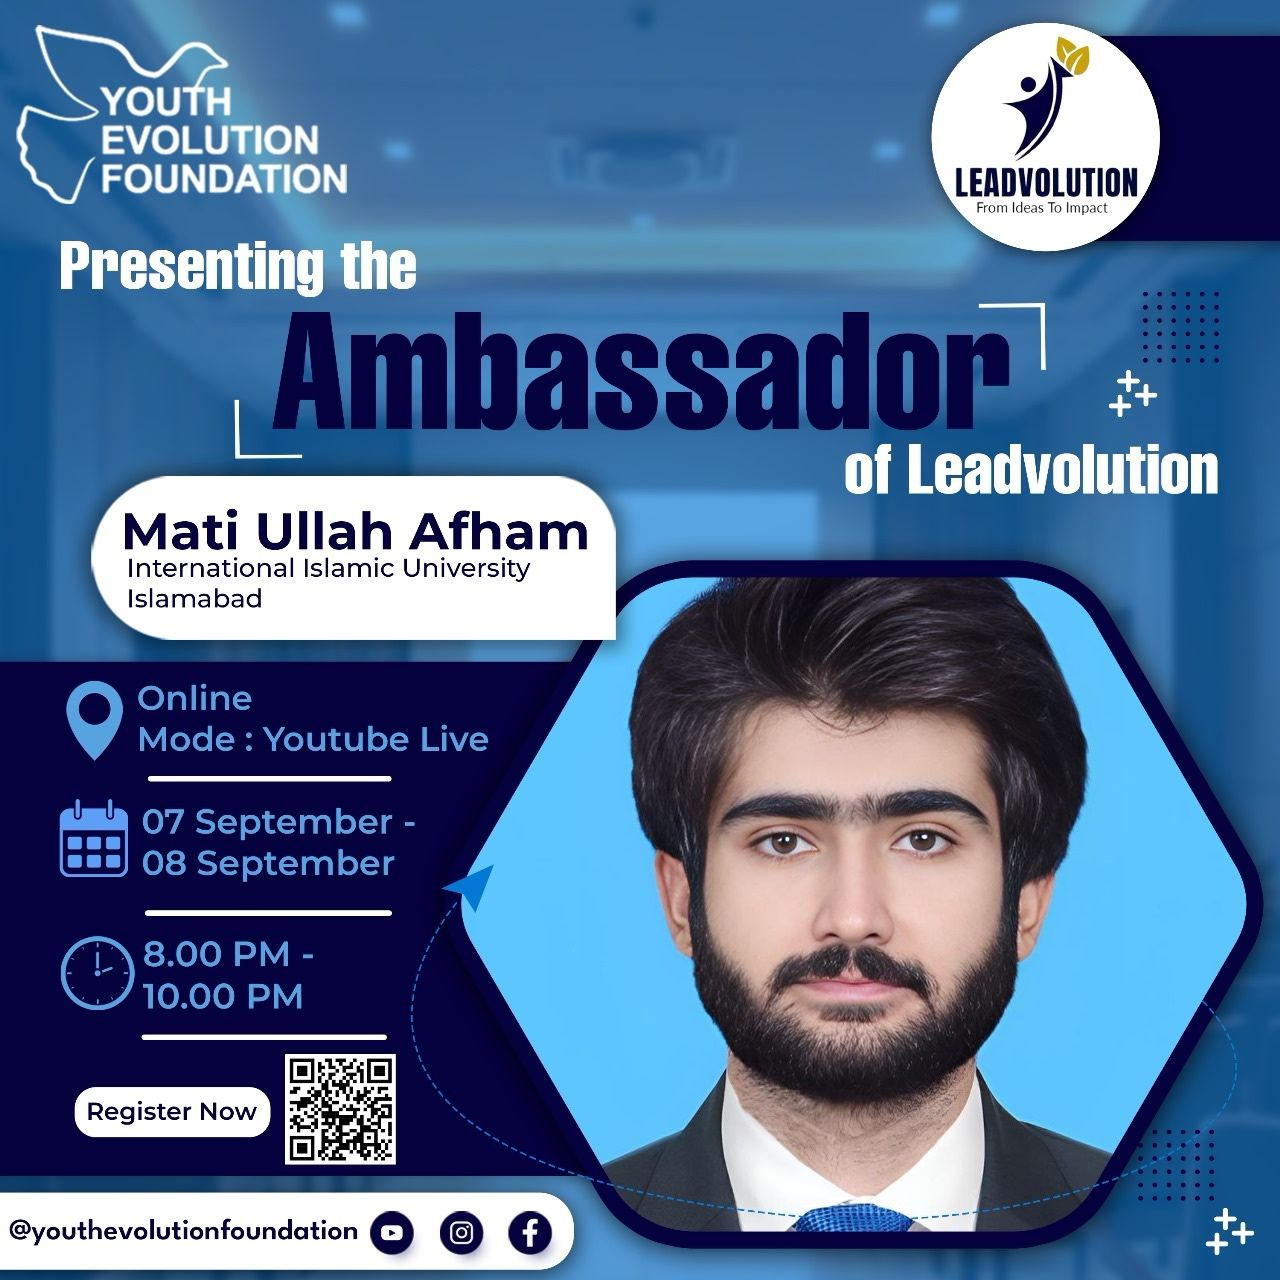 YOUTH
EVOLUTION
FOUNDATION
LEADVOLUTION
From Ideas To Impact
Presenting the
Ambassador
of Leadvolution
Mati Ullah Afham
International Islamic University
Islamabad
Online
Mode : Youtube Live
07 September -
08 September
8.00 PM -
10.00 PM
Register Now
@youthevolutionfoundation